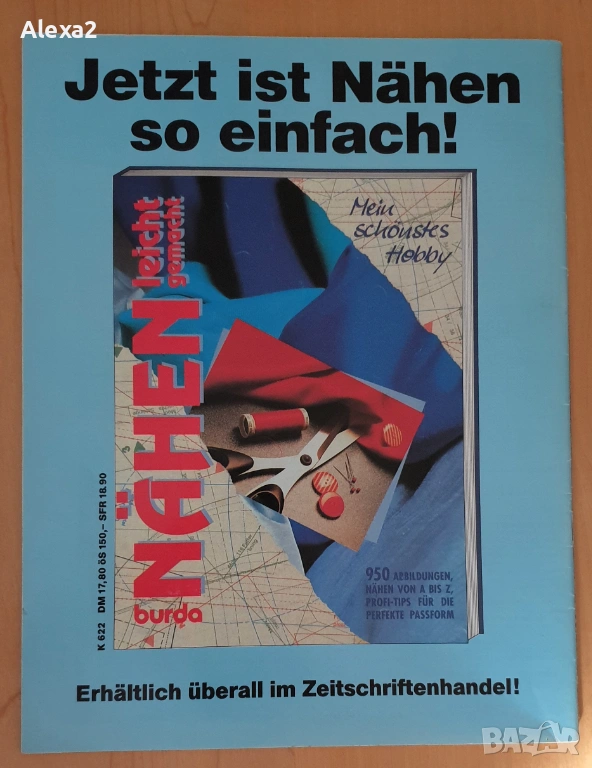 Alexa2
Jetzt ist Nähen
so einfach!
Mein
schönstes
Hobby
NÄHEN leicht
gemacht
burda
950 ABBILDUNGEN,
NÄHEN VON A BIS Z,
PROFI-TIPS FÜR DIE
PERFEKTE PASSFORM
K 622 DM 17,80 öS 150,– SFR 18.90
Erhältlich überall im Zeitschriftenhandel!
BAZAR